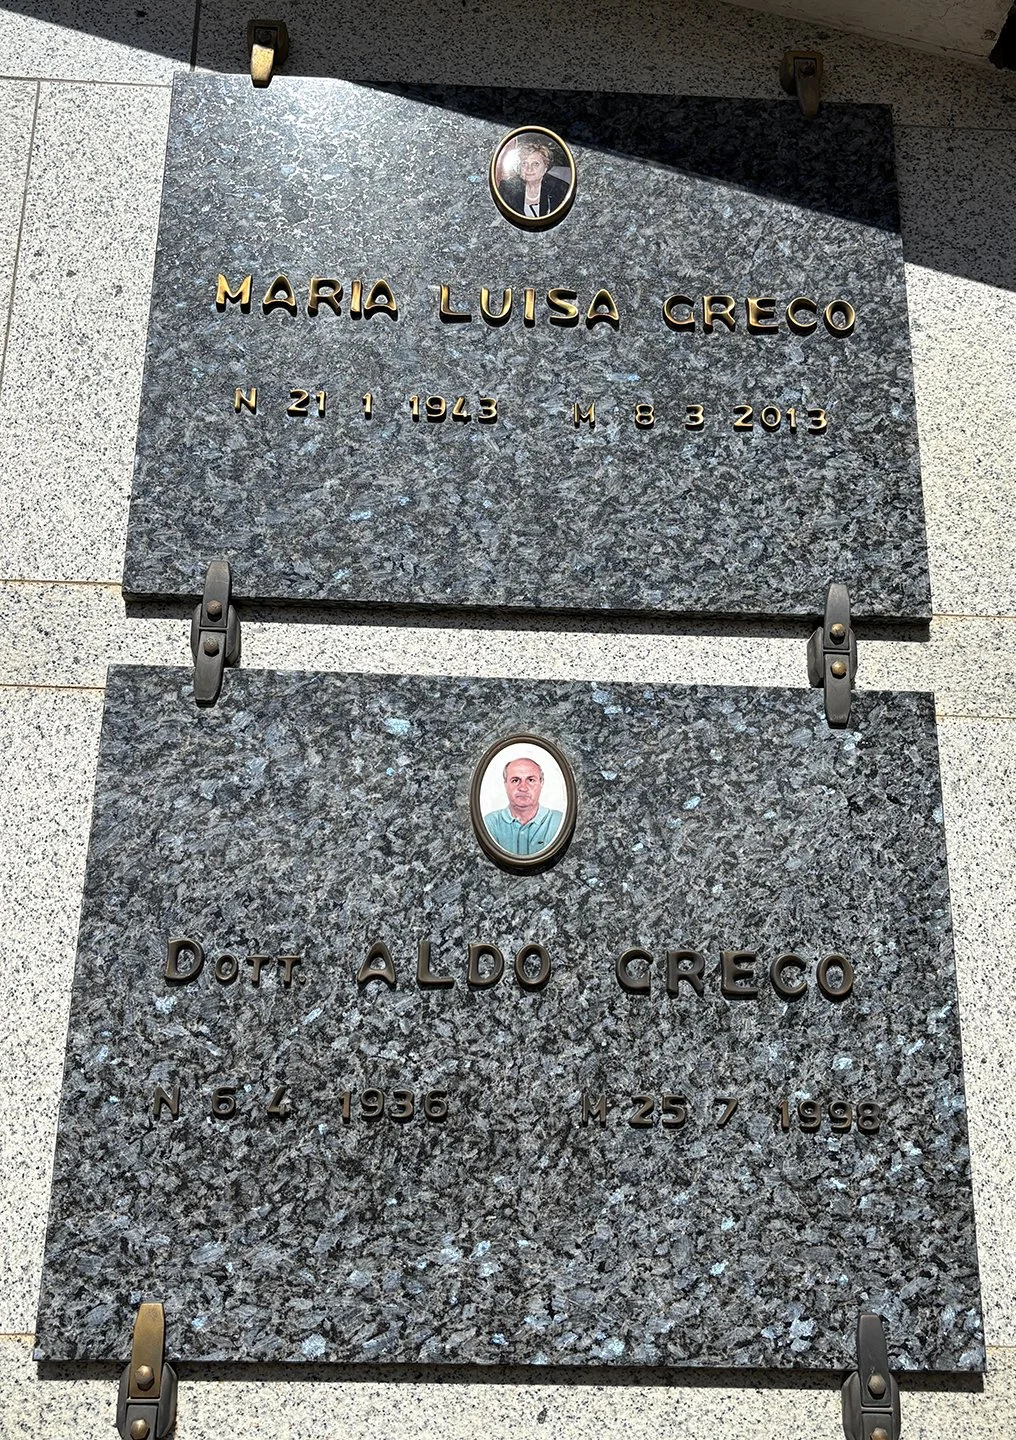 MARIA LUISA GRECO
N 21 1 1943 M 8 3 2013
DOTT. ALDO GRECO
N 6 4 1936 M 25 7 1998